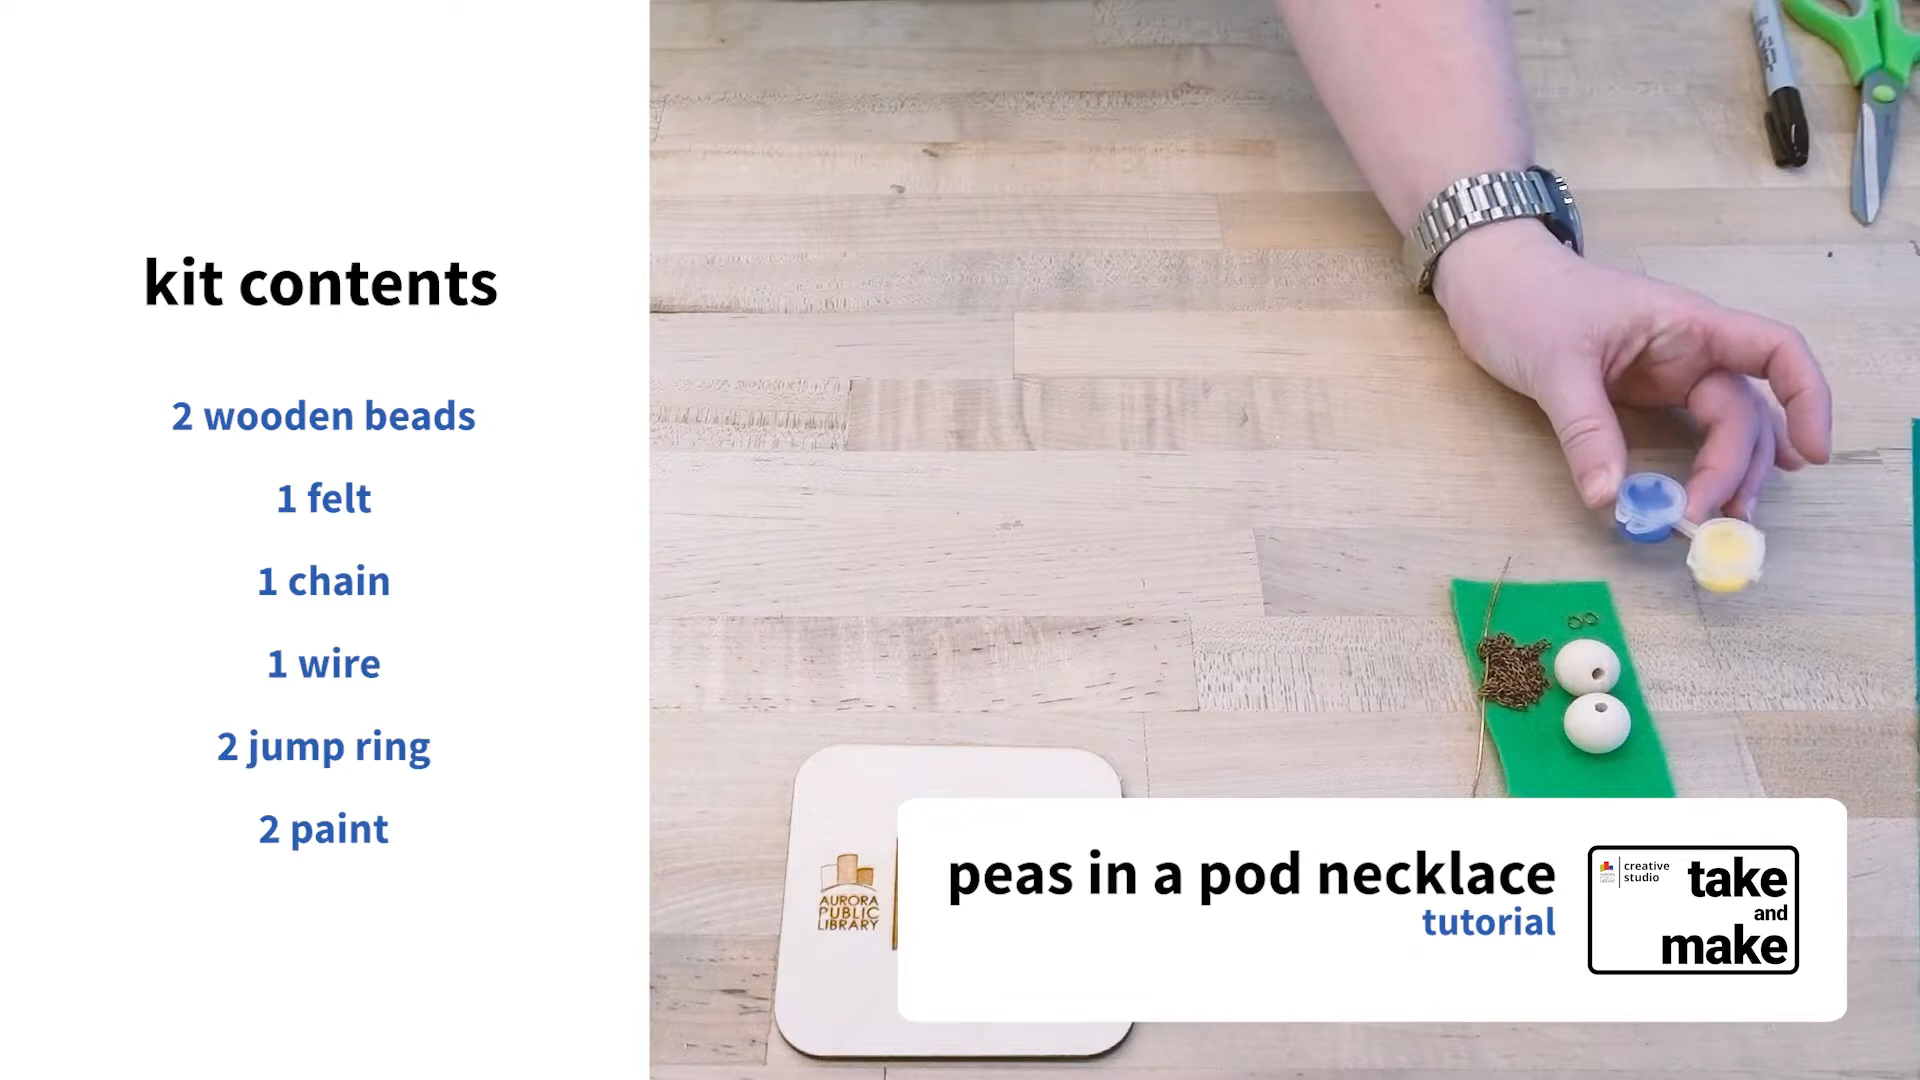 kit contents
2 wooden beads
1 felt
1 chain
1 wire
2 jump ring
2 paint
AURORA
PUBLIC
LIBRARY
peas in a pod necklace
tutorial
creative
studio
take
and
make